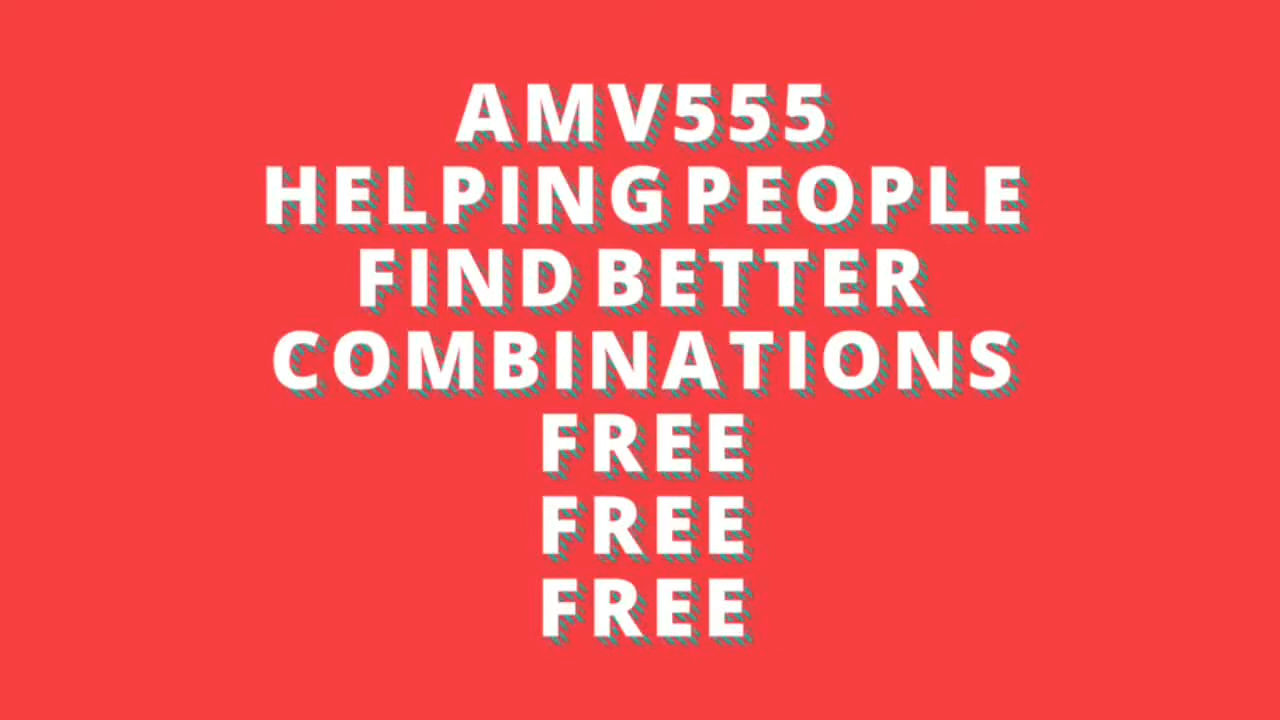 AMV555
HELPING PEOPLE
FIND BETTER
COMBINATIONS
FREE
FREE
FREE